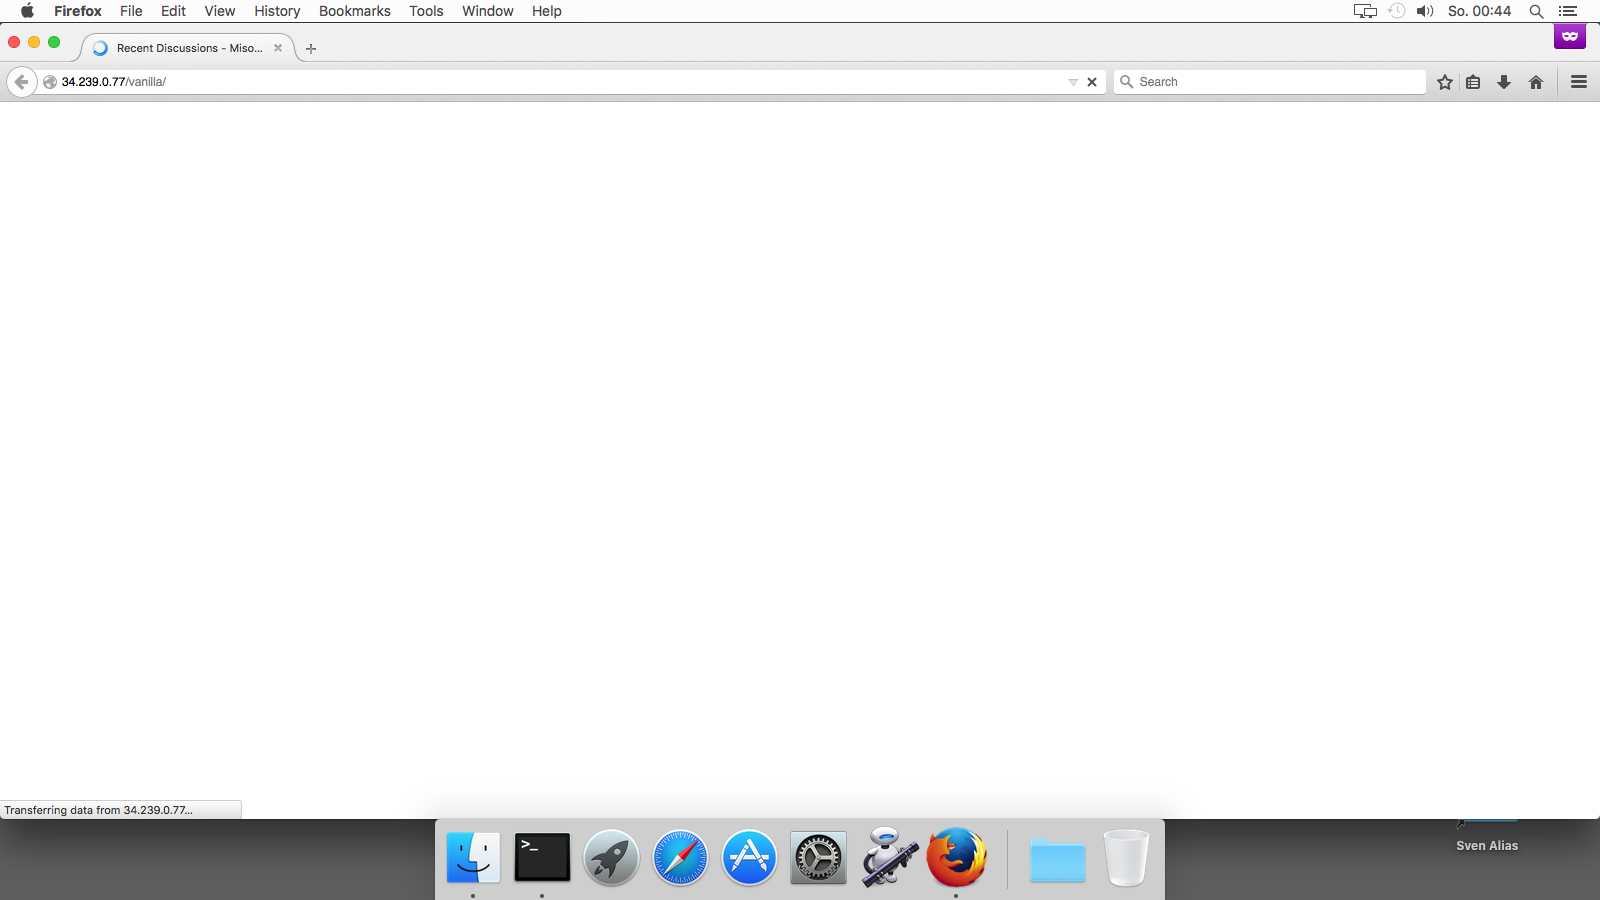 Firefox File Edit View History Bookmarks Tools Window Help So. 00:44
Recent Discussions - Miso...
34.239.0.77/vanilla/ Search
Transferring data from 34.239.0.77...
>_
Sven Alias